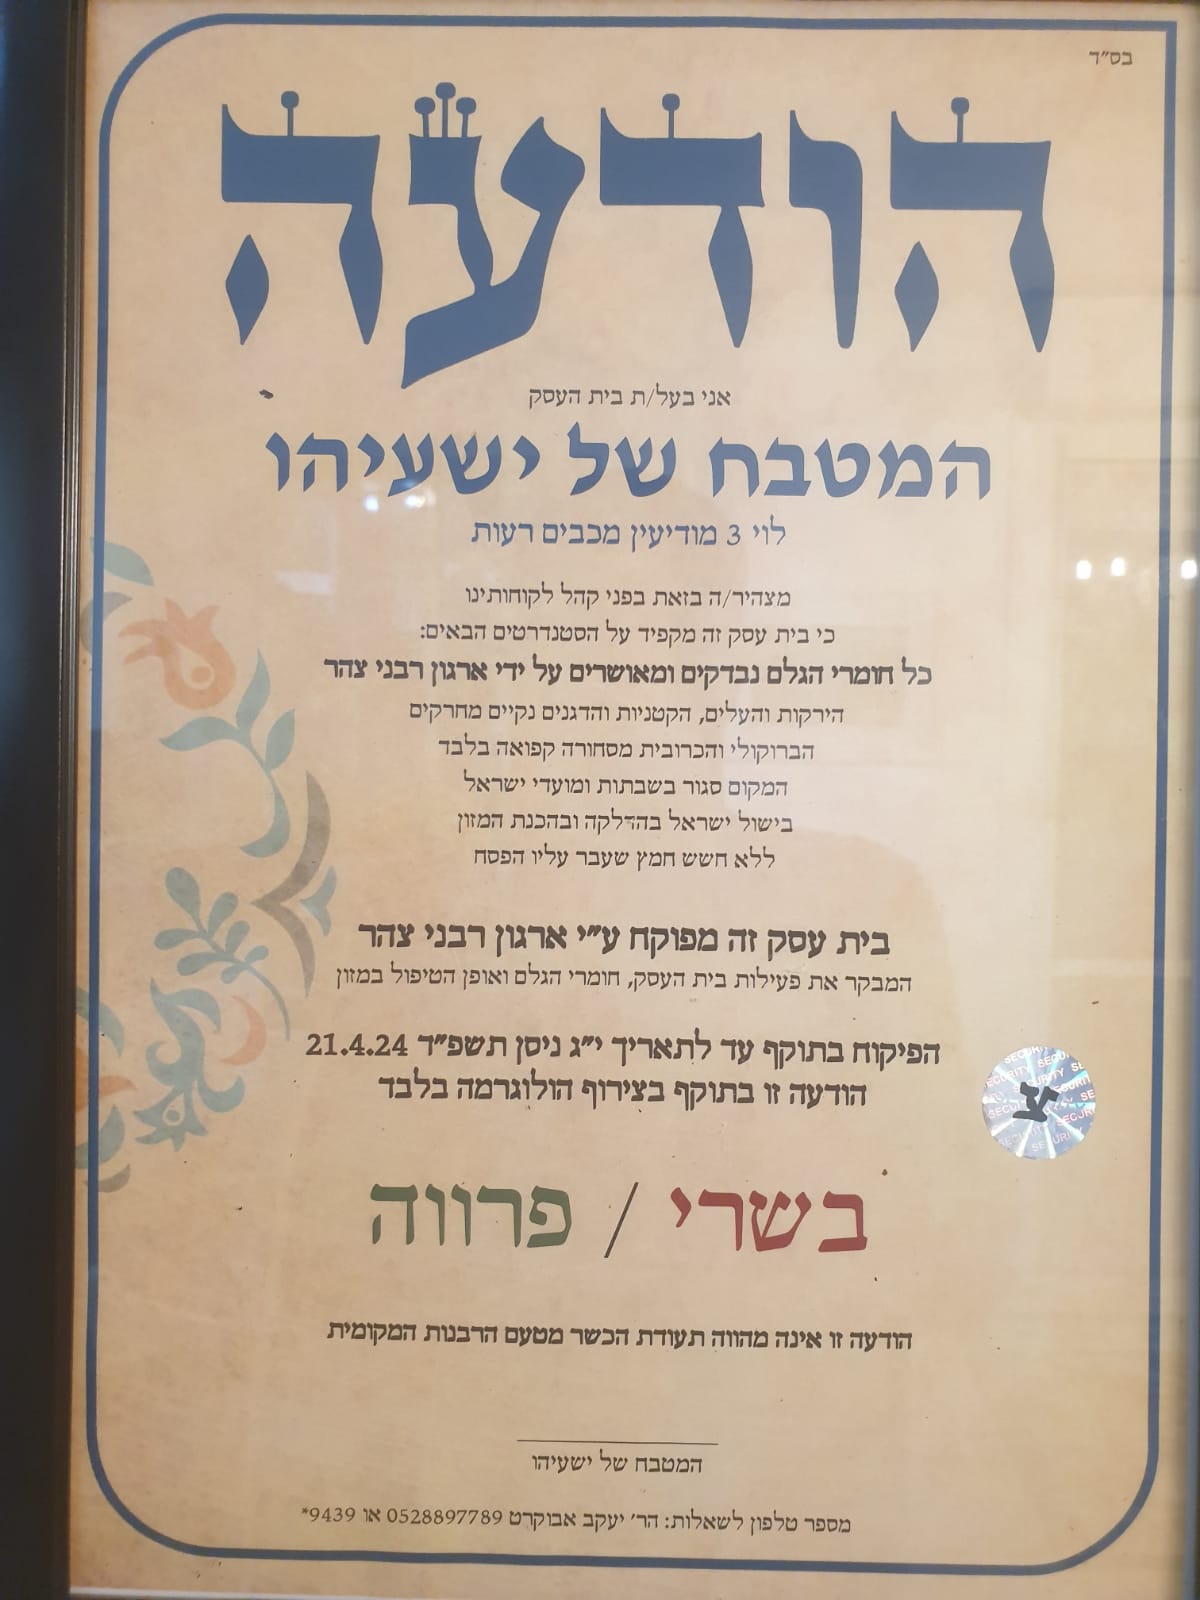 בס״ד
הודעה
אני בעל/ת בית העסק
המטבח של ישעיהו
לוי 3 מודיעין מכבים רעות
מצהיר/ה בזאת בפני קהל לקוחותינו
כי בית עסק זה מקפיד על הסטנדרטים הבאים:
כל חומרי הגלם נבדקים ומאושרים על ידי ארגון רבני צהר
הירקות והעלים, הקטניות והדגנים נקיים מחרקים
הברוקולי והכרובית מסחורה קפואה בלבד
המקום סגור בשבתות ומועדי ישראל
בישול ישראל בהדלקה ובהכנת המזון
ללא חשש חמץ שעבר עליו הפסח
בית עסק זה מפוקח ע״י ארגון רבני צהר
המבקר את פעילות בית העסק, חומרי הגלם ואופן הטיפול במזון
הפיקוח בתוקף עד לתאריך י״ג ניסן תשפ״ד 21.4.24
הודעה זו בתוקף בצירוף הולוגרמה בלבד
SECURITY
צ
בשרי / פרווה
הודעה זו אינה מהווה תעודת הכשר מטעם הרבנות המקומית
המטבח של ישעיהו
מספר טלפון לשאלות: הר׳ יעקב אבוקרט 0528897789 או 9439*